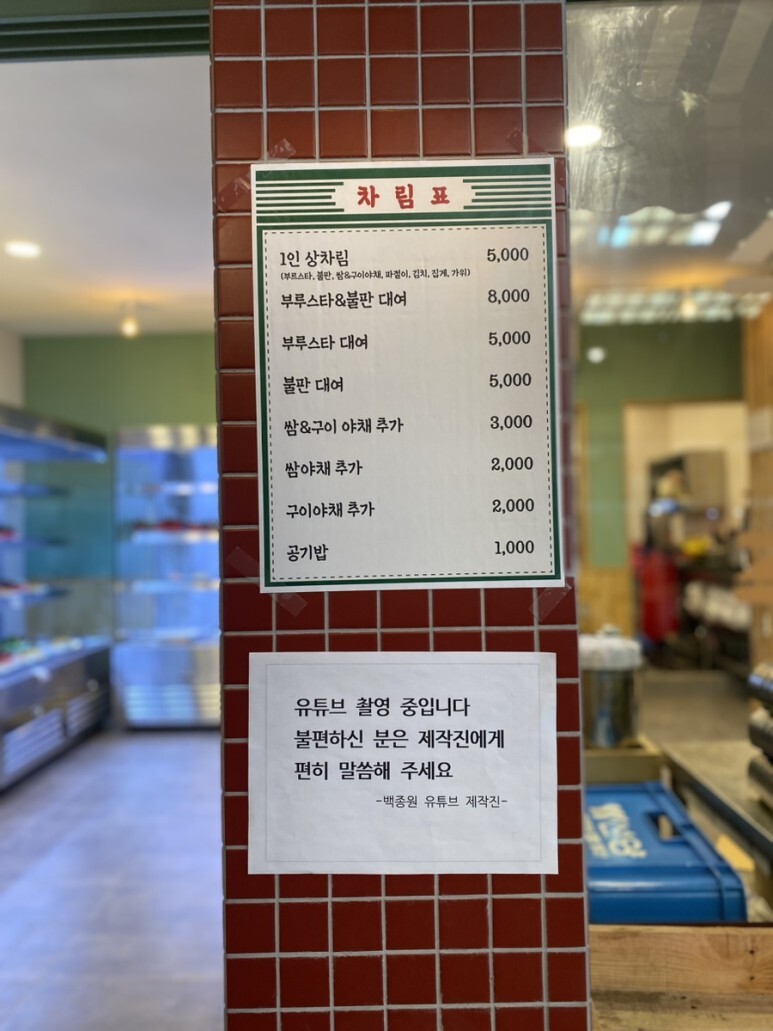 차림표
1인 상차림 5,000
(부르스타, 불판, 쌈&구이야채, 파절이, 김치, 집게, 가위)
부루스타&불판 대여 8,000
부루스타 대여 5,000
불판 대여 5,000
쌈&구이 야채 추가 3,000
쌈야채 추가 2,000
구이야채 추가 2,000
공기밥 1,000
유튜브 촬영 중입니다
불편하신 분은 제작진에게
편히 말씀해 주세요
-백종원 유튜브 제작진-